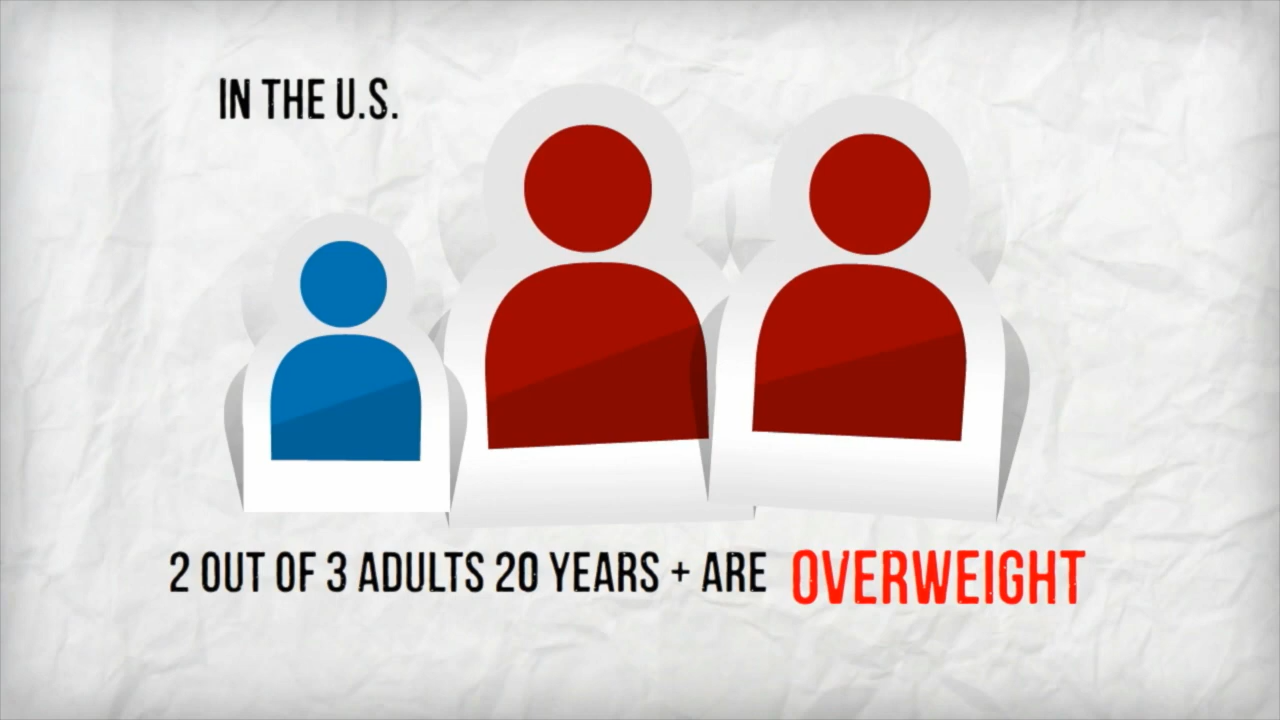 IN THE U.S.
2 OUT OF 3 ADULTS 20 YEARS + ARE OVERWEIGHT